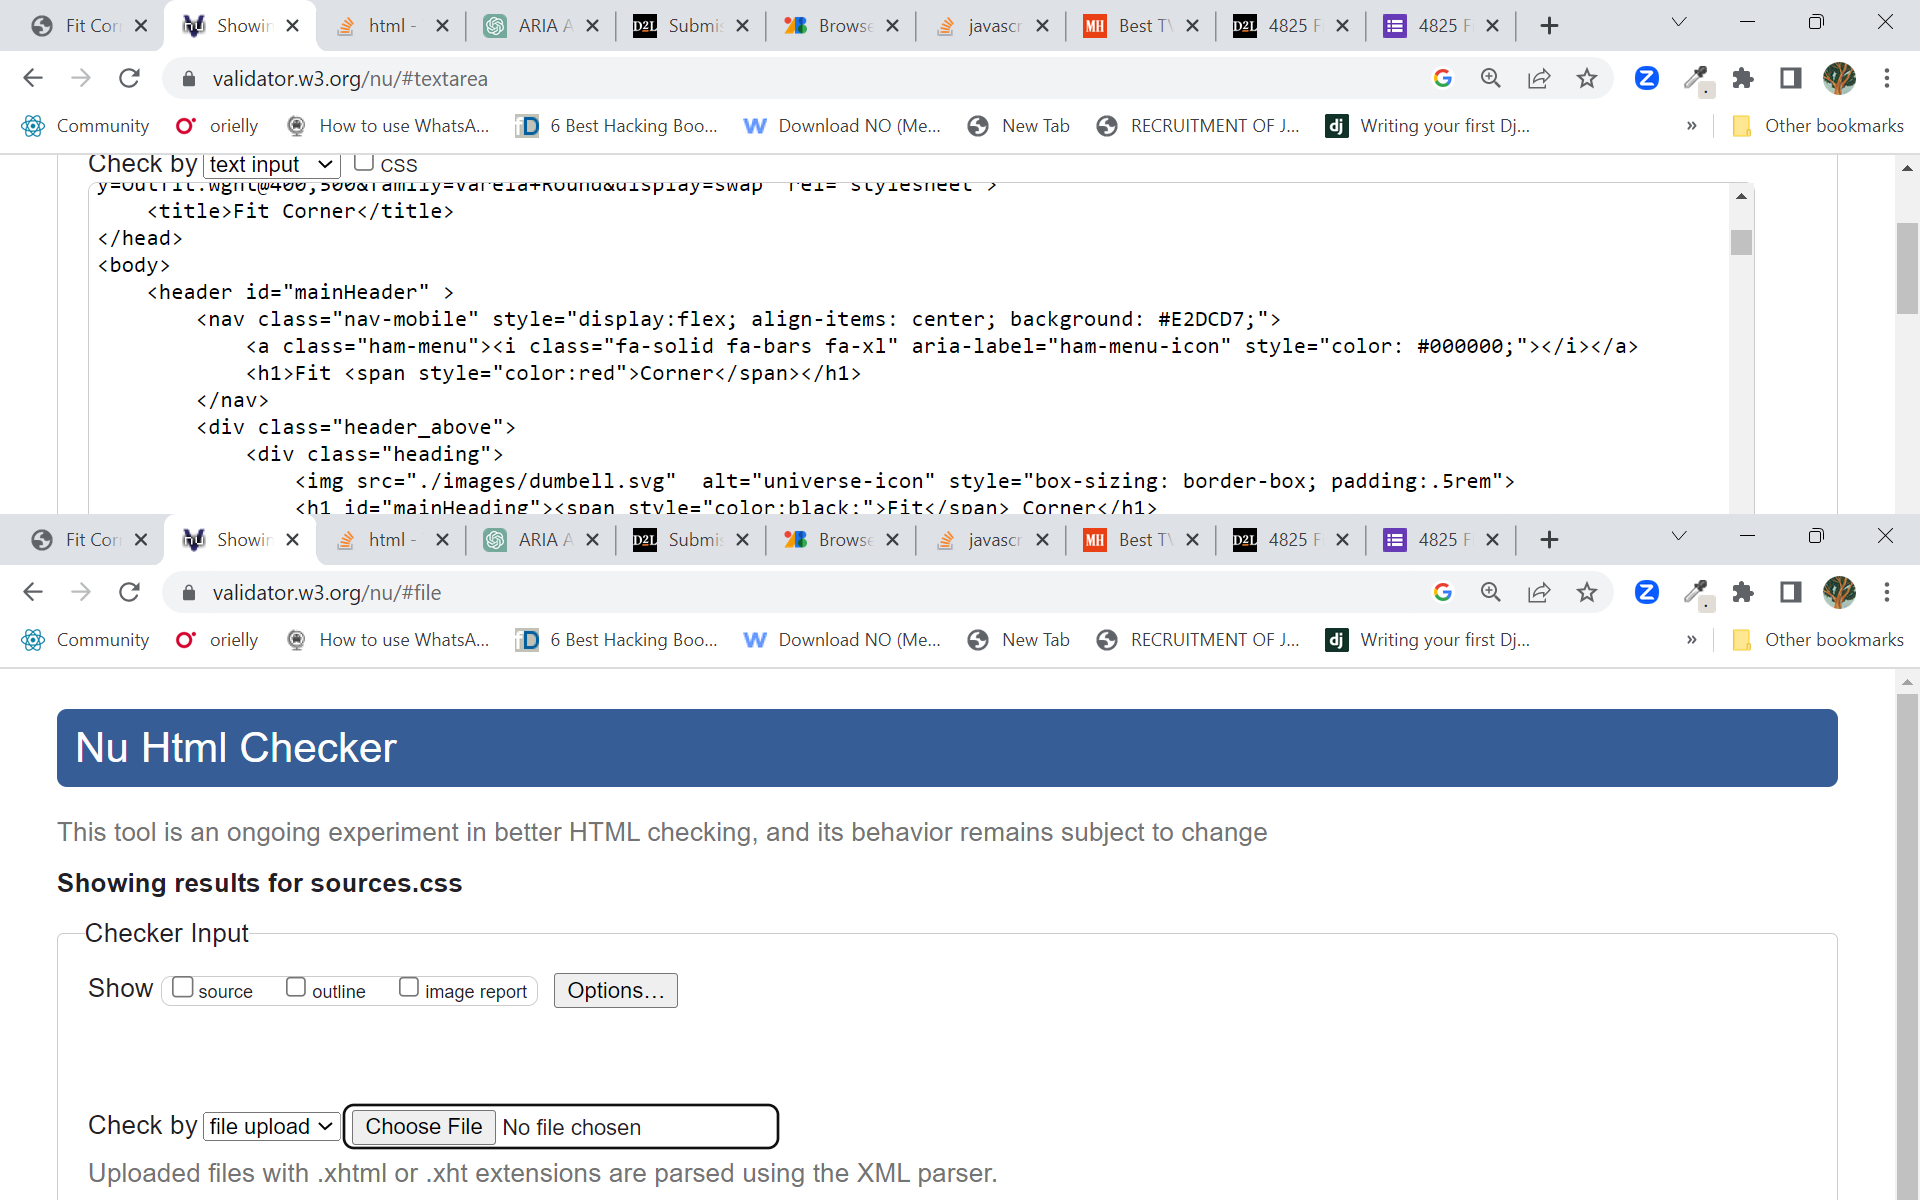 Fit Cor Showin html - ARIA A Submis Browse javascr Best TV 4825 F 4825 F
validator.w3.org/nu/#textarea
Community orielly How to use WhatsA... 6 Best Hacking Boo... Download NO (Me... New Tab RECRUITMENT OF J... Writing your first Dj... » Other bookmarks
Check by text input css
y=Outfit:wght@400;500&family=Varela+Round&display=swap" rel="stylesheet">
<title>Fit Corner</title>
</head>
<body>
<header id="mainHeader" >
<nav class="nav-mobile" style="display:flex; align-items: center; background: #E2DCD7;">
<a class="ham-menu"><i class="fa-solid fa-bars fa-xl" aria-label="ham-menu-icon" style="color: #000000;"></i></a>
<h1>Fit <span style="color:red">Corner</span></h1>
</nav>
<div class="header_above">
<div class="heading">
<img src="./images/dumbell.svg"  alt="universe-icon" style="box-sizing: border-box; padding:.5rem">
<h1 id="mainHeading"><span style="color:black;">Fit</span> Corner</h1>
Fit Cor Showin html - ARIA A Submis Browse javascr Best TV 4825 F 4825 F
validator.w3.org/nu/#file
Community orielly How to use WhatsA... 6 Best Hacking Boo... Download NO (Me... New Tab RECRUITMENT OF J... Writing your first Dj... » Other bookmarks
Nu Html Checker
This tool is an ongoing experiment in better HTML checking, and its behavior remains subject to change
Showing results for sources.css
Checker Input
Show source outline image report Options...
Check by file upload Choose File No file chosen
Uploaded files with .xhtml or .xht extensions are parsed using the XML parser.